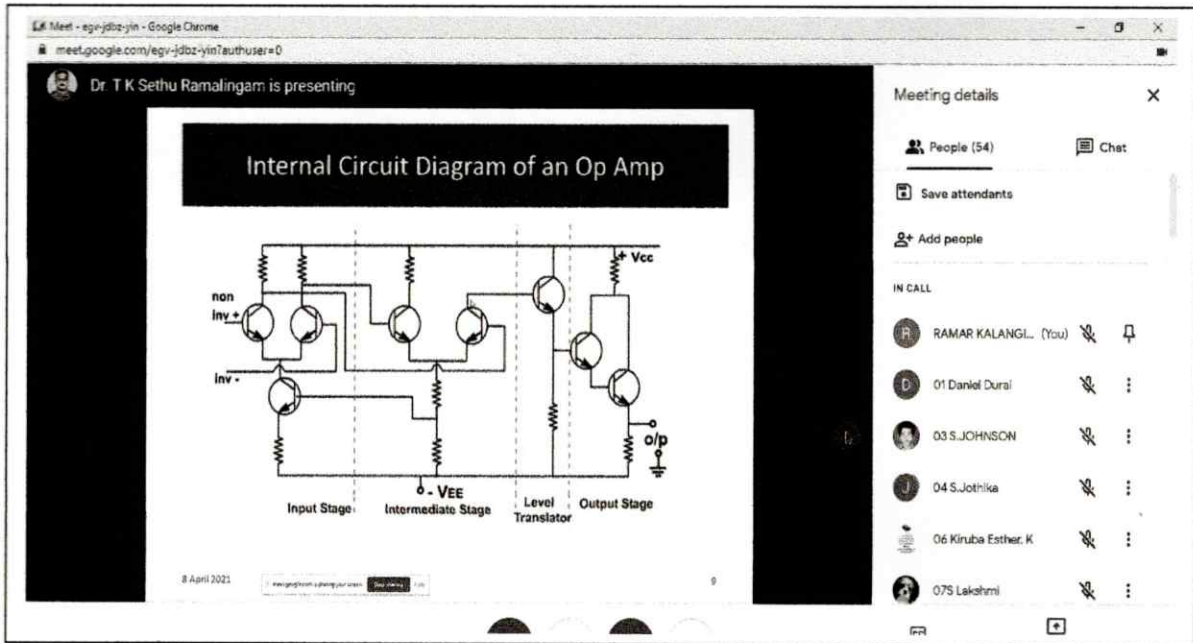 Meet - egv-jdbz-yin - Google Chrome
meet.google.com/egv-jdbz-yin?authuser=0
Dr. T K Sethu Ramalingam is presenting
Internal Circuit Diagram of an Op Amp
+ Vcc
non
inv +
inv -
o/p
- VEE
Input Stage
Intermediate Stage
Level
Translator
Output Stage
8 April 2021
9
Meeting details
People (54)
Chat
Save attendants
Add people
IN CALL
R
RAMAR KALANGI... (You)
D
01 Daniel Durai
03 S.JOHNSON
J
04 S.Jothika
06 Kiruba Esther. K
07S Lakshmi